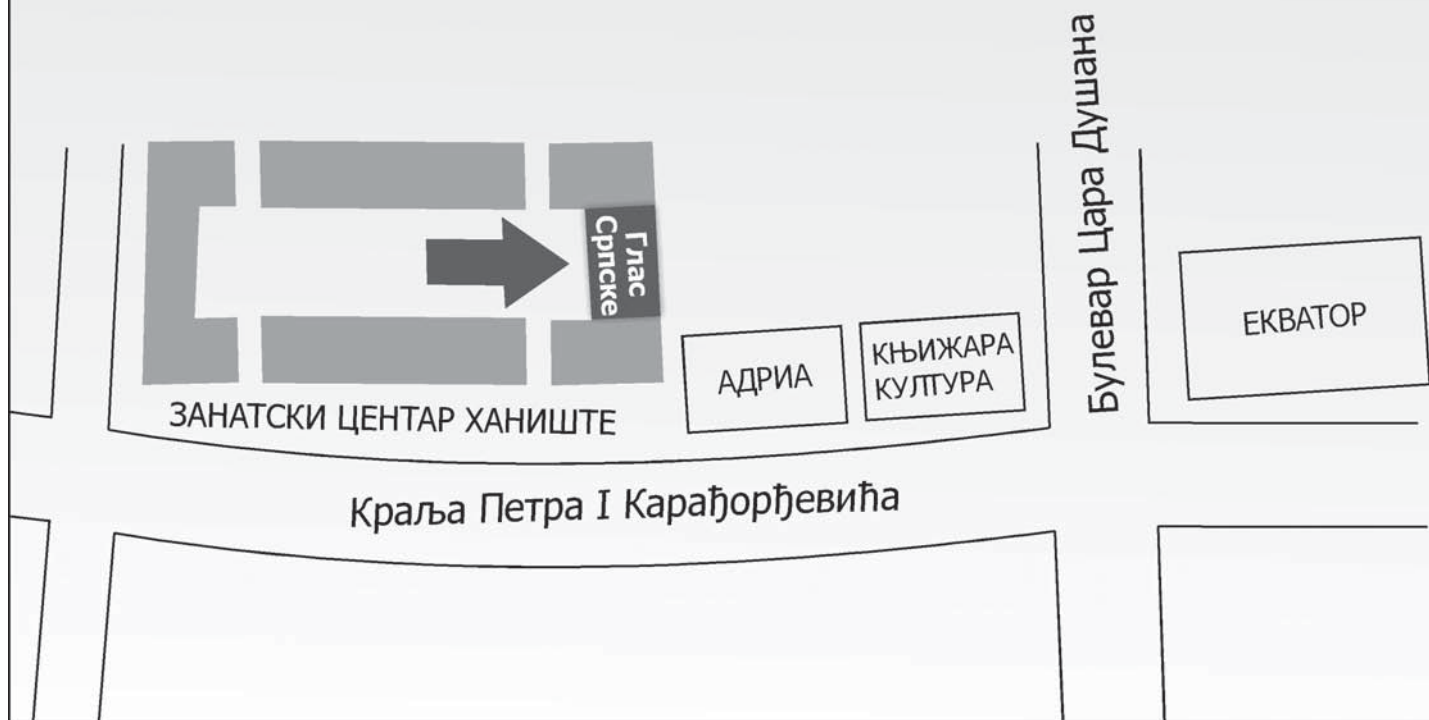 Булевар Цара Душана
Глас
Српске
ЕКВАТОР
КЊИЖАРА
КУЛТУРА
АДРИА
ЗАНАТСКИ ЦЕНТАР ХАНИШТЕ
Краља Петра I Карађорђевића